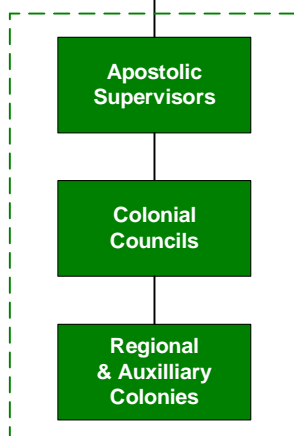 Apostolic
Supervisors
Colonial
Councils
Regional
& Auxilliary
Colonies